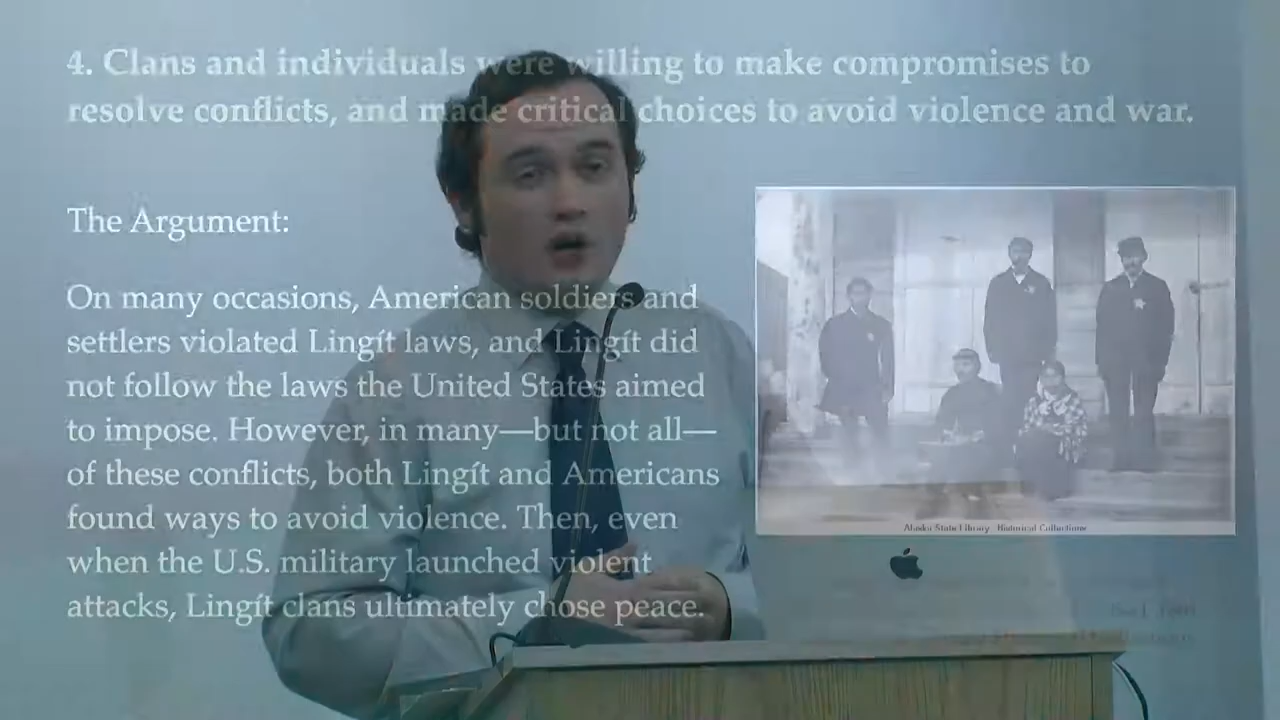 4. Clans and individuals were willing to make compromises to
resolve conflicts, and made critical choices to avoid violence and war.
The Argument:
On many occasions, American soldiers and
settlers violated Lingít laws, and Lingít did
not follow the laws the United States aimed
to impose. However, in many—but not all—
of these conflicts, both Lingít and Americans
found ways to avoid violence. Then, even
when the U.S. military launched violent
attacks, Lingít clans ultimately chose peace.
Alaska State Library Historical Collections